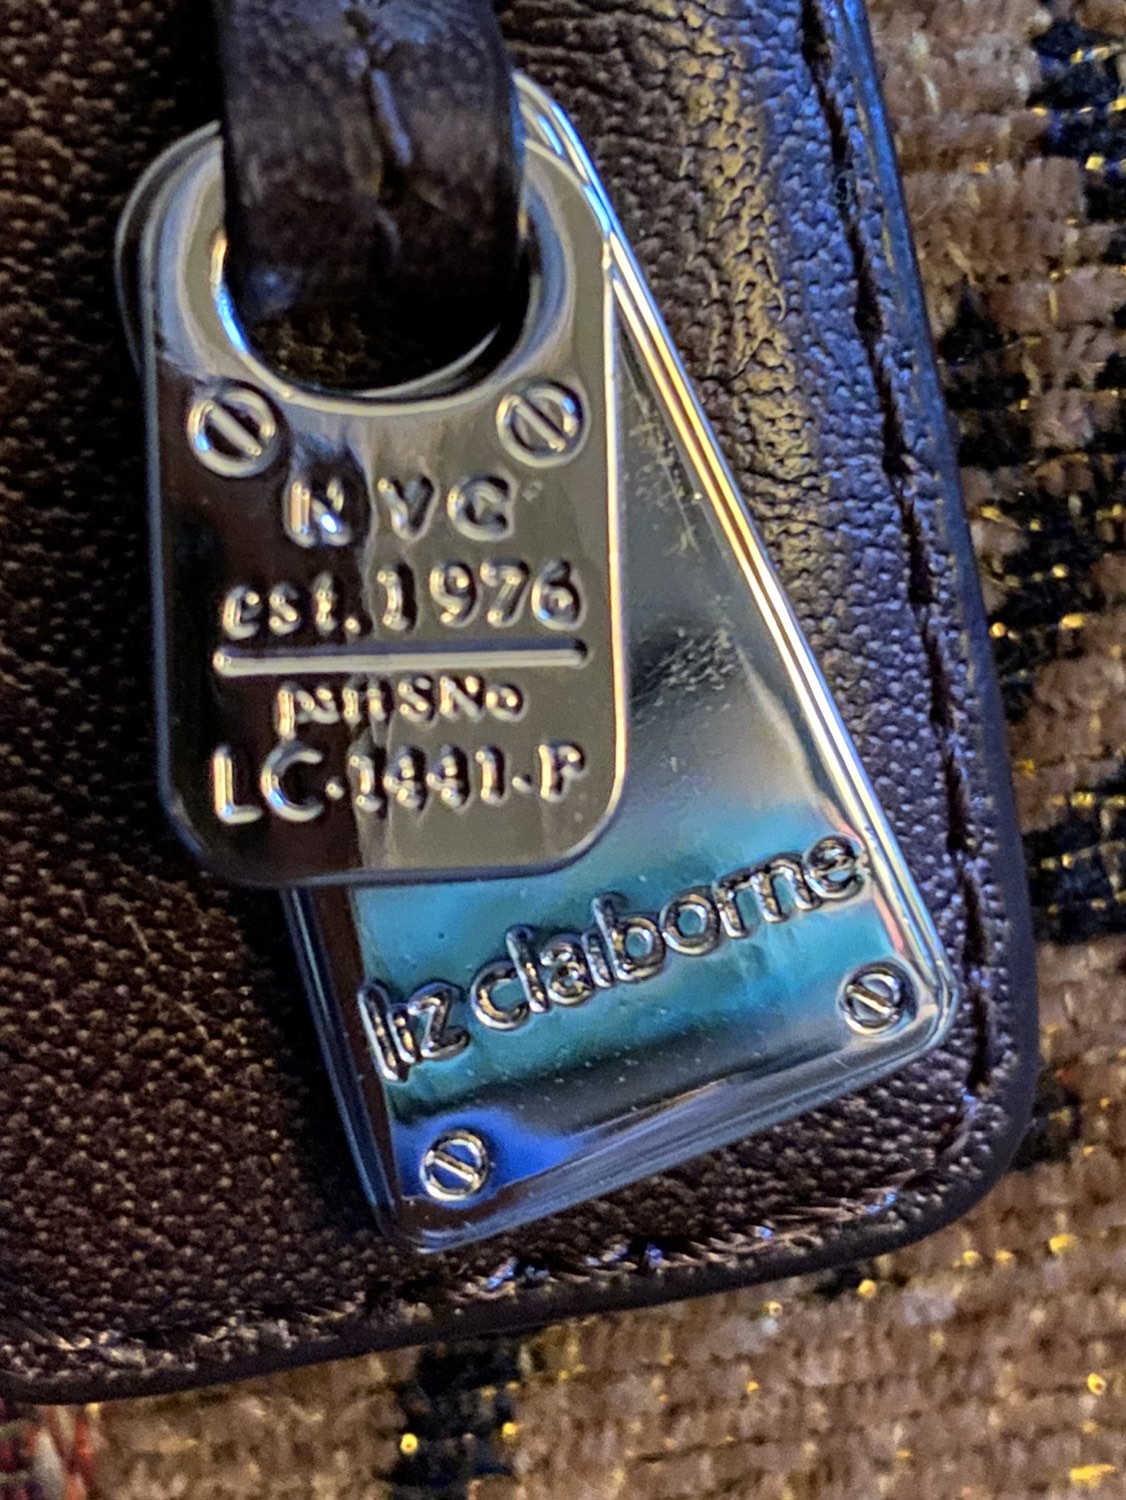 NYC
est.1976
LC.1441.P
liz claiborne